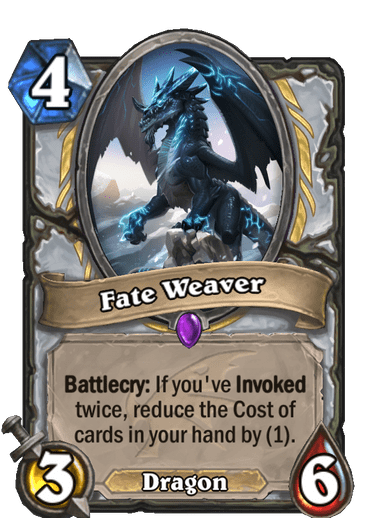 4
Fate Weaver
Battlecry: If you've Invoked
twice, reduce the Cost of
cards in your hand by (1).
3
Dragon
6